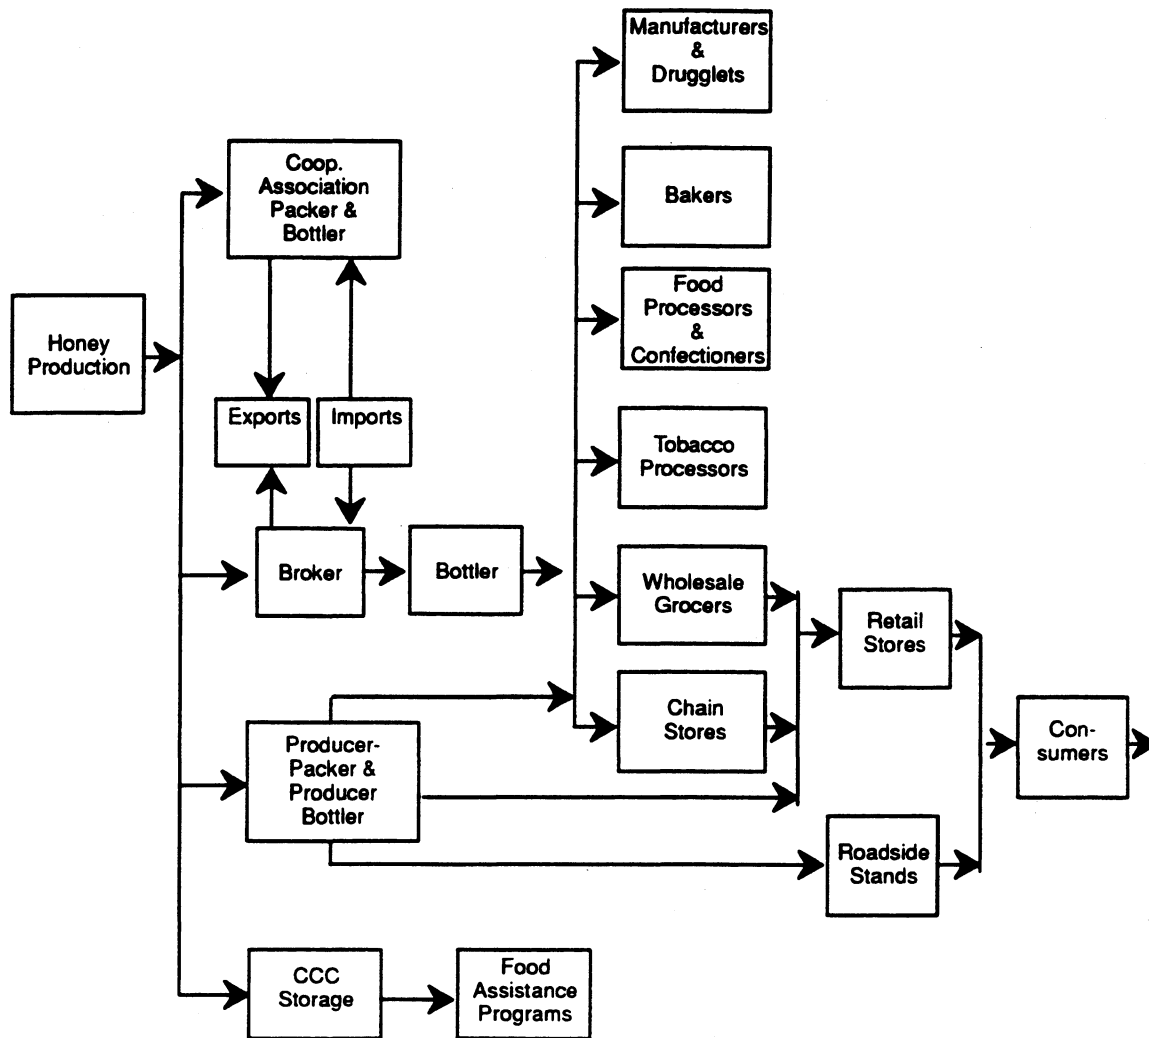 Manufacturers
&
Drugglets
Coop.
Association
Packer &
Bottler
Bakers
Food
Processors
&
Confectioners
Honey
Production
Exports
Imports
Tobacco
Processors
Broker
Bottler
Wholesale
Grocers
Retail
Stores
Chain
Stores
Con-
sumers
Producer-
Packer &
Producer
Bottler
Roadside
Stands
CCC
Storage
Food
Assistance
Programs